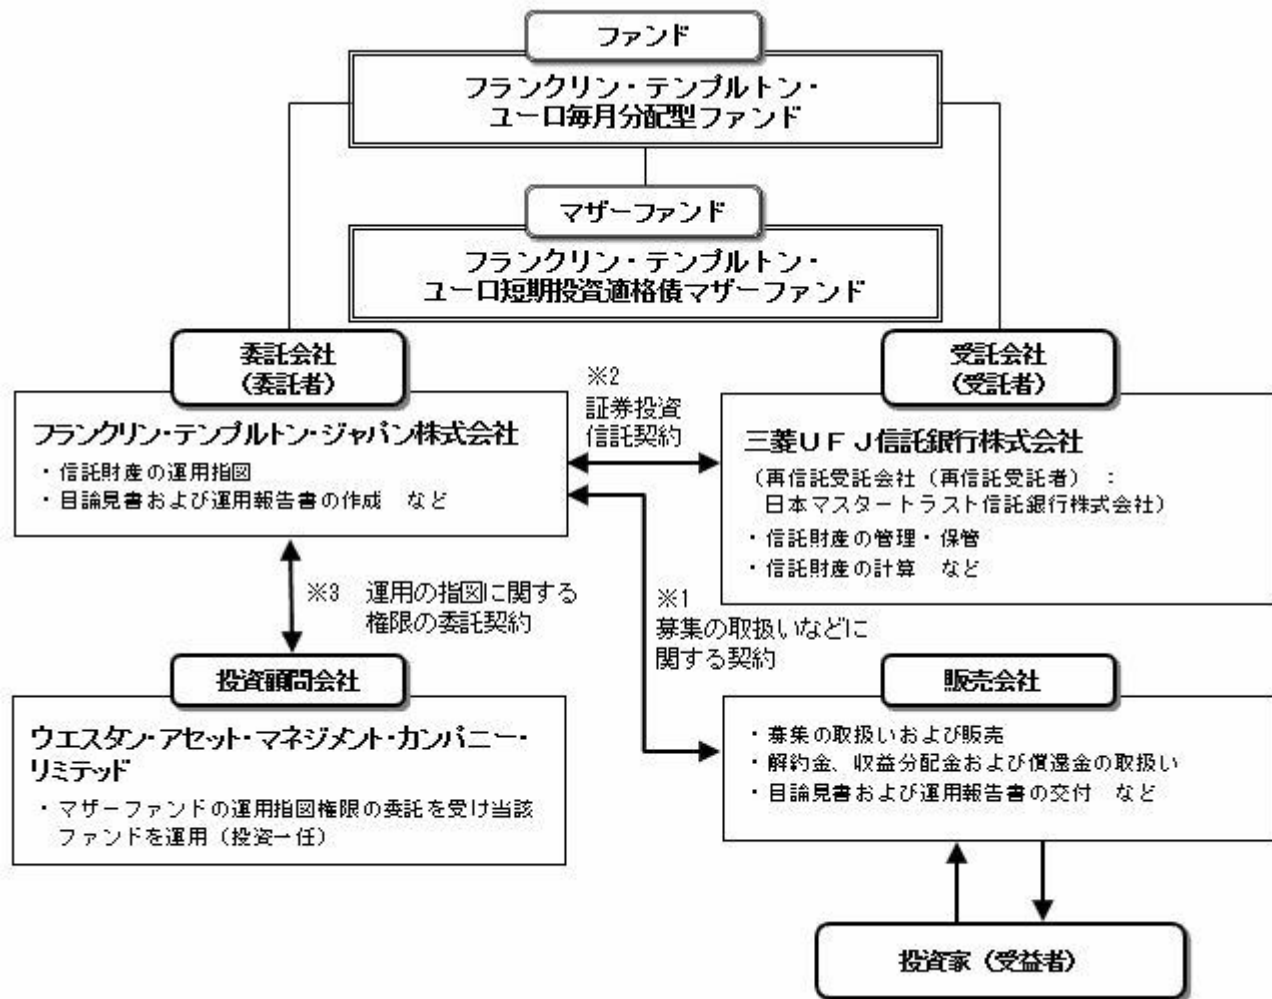 ファンド
フランクリン・テンプルトン・
ユーロ毎月分配型ファンド
マザーファンド
フランクリン・テンプルトン・
ユーロ短期投資適格債マザーファンド
委託会社
（委託者）
フランクリン・テンプルトン・ジャパン株式会社
・信託財産の運用指図
・目論見書および運用報告書の作成　など
※2
証券投資
信託契約
受託会社
（受託者）
三菱ＵＦＪ信託銀行株式会社
（再信託受託会社（再信託受託者）：
日本マスタートラスト信託銀行株式会社）
・信託財産の管理・保管
・信託財産の計算　など
※3　運用の指図に関する
権限の委託契約
※1
募集の取扱いなどに
関する契約
投資顧問会社
ウエスタン・アセット・マネジメント・カンパニー・
リミテッド
・マザーファンドの運用指図権限の委託を受け当該
ファンドを運用（投資一任）
販売会社
・募集の取扱いおよび販売
・解約金、収益分配金および償還金の取扱い
・目論見書および運用報告書の交付　など
投資家（受益者）